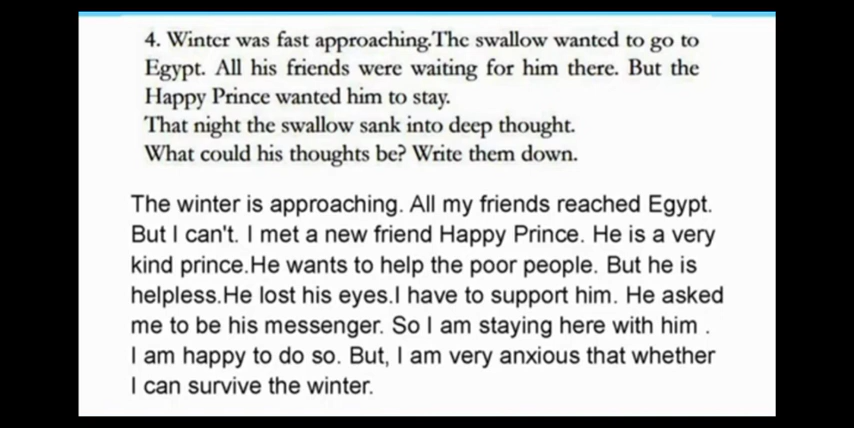 4. Winter was fast approaching.The swallow wanted to go to
Egypt. All his friends were waiting for him there. But the
Happy Prince wanted him to stay.
That night the swallow sank into deep thought.
What could his thoughts be? Write them down.
The winter is approaching. All my friends reached Egypt.
But I can't. I met a new friend Happy Prince. He is a very
kind prince.He wants to help the poor people. But he is
helpless.He lost his eyes.I have to support him. He asked
me to be his messenger. So I am staying here with him .
I am happy to do so. But, I am very anxious that whether
I can survive the winter.